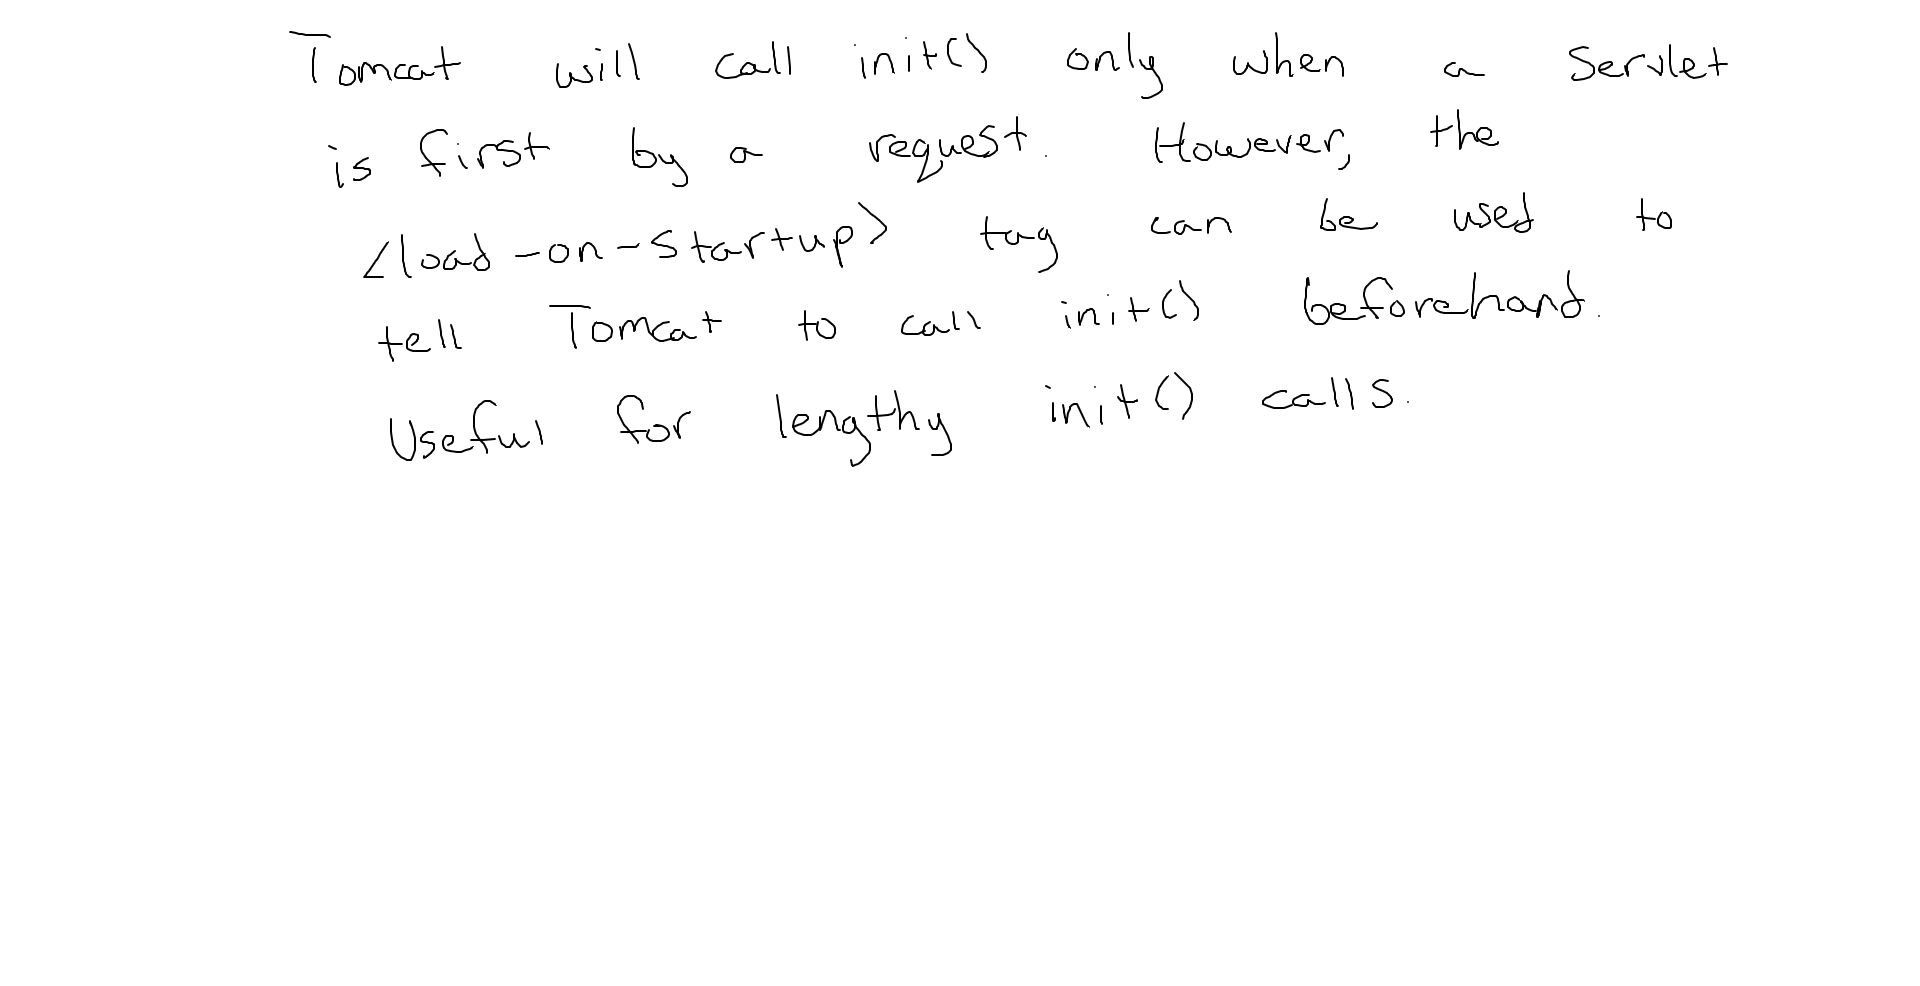 Tomcat will call init() only when a Servlet
is first by a request. However, the
<load-on-startup> tag can be used to
tell Tomcat to call init() beforehand.
Useful for lengthy init() calls.